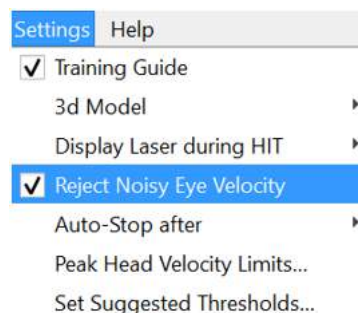 Settings Help
Training Guide
3d Model
Display Laser during HIT
Reject Noisy Eye Velocity
Auto-Stop after
Peak Head Velocity Limits...
Set Suggested Thresholds...